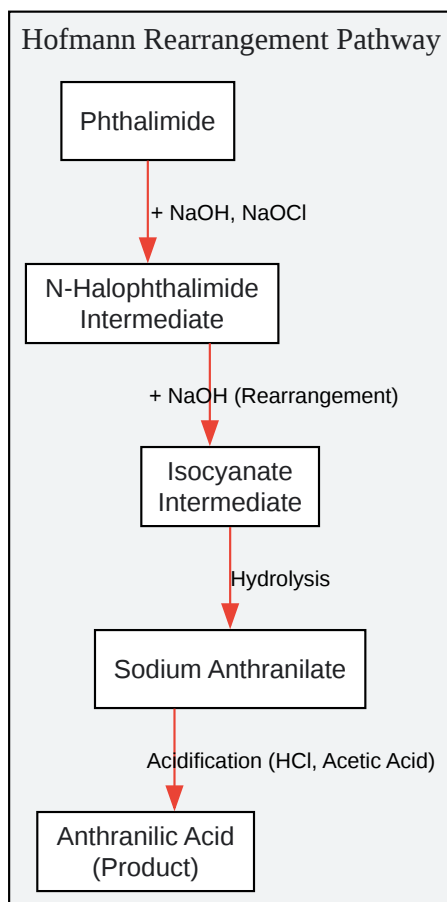 Hofmann Rearrangement Pathway
Phthalimide
+ NaOH, NaOCl
N-Halophthalimide
Intermediate
+ NaOH (Rearrangement)
Isocyanate
Intermediate
Hydrolysis
Sodium Anthranilate
Acidification (HCl, Acetic Acid)
Anthranilic Acid
(Product)